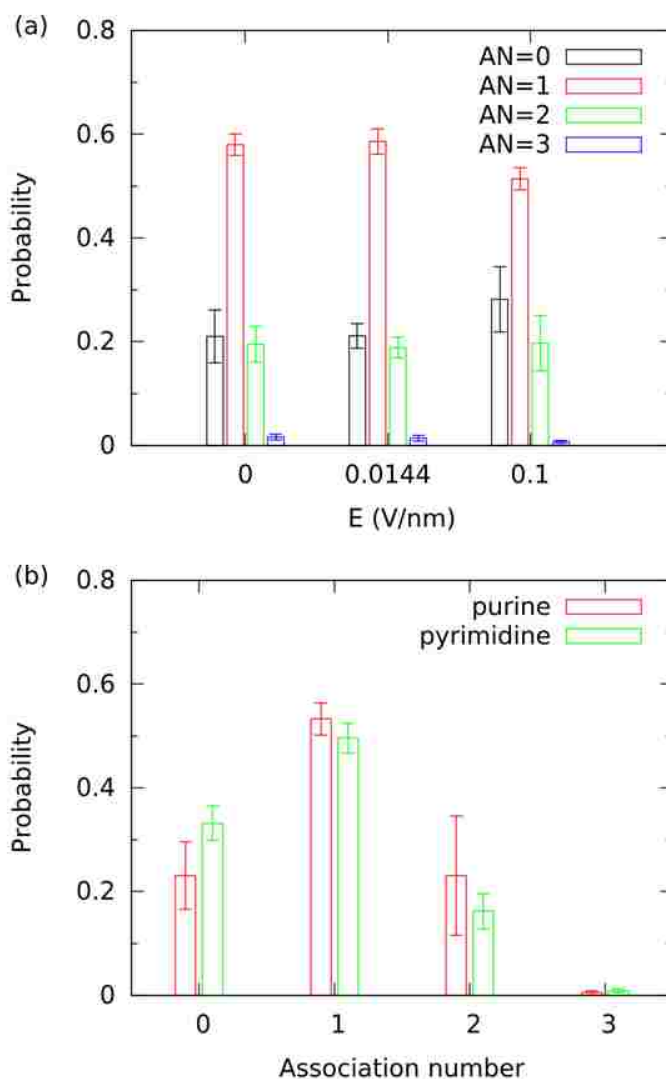 (a)
0.8
0.6
0.4
0.2
0
Probability
AN=0
AN=1
AN=2
AN=3
0 0.0144 0.1
E (V/nm)
(b)
0.8
0.6
0.4
0.2
0
Probability
purine
pyrimidine
0 1 2 3
Association number